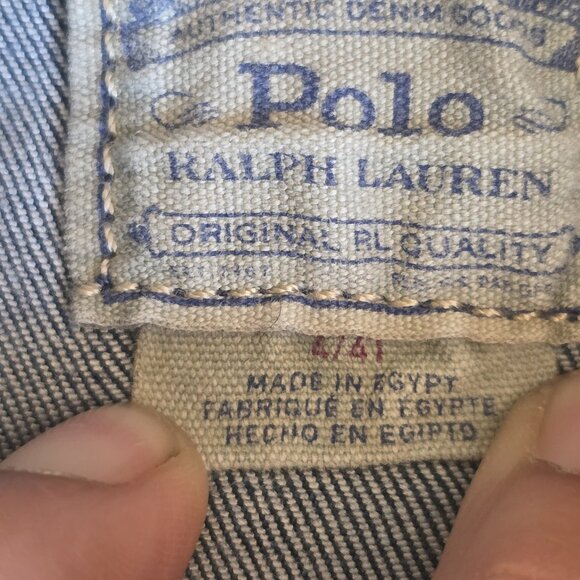 AUTHENTIC DENIM GOODS
Polo
RALPH LAUREN
ORIGINAL RL QUALITY
4/4T
MADE IN EGYPT
FABRIQUÉ EN EGYPTE
HECHO EN EGIPTO